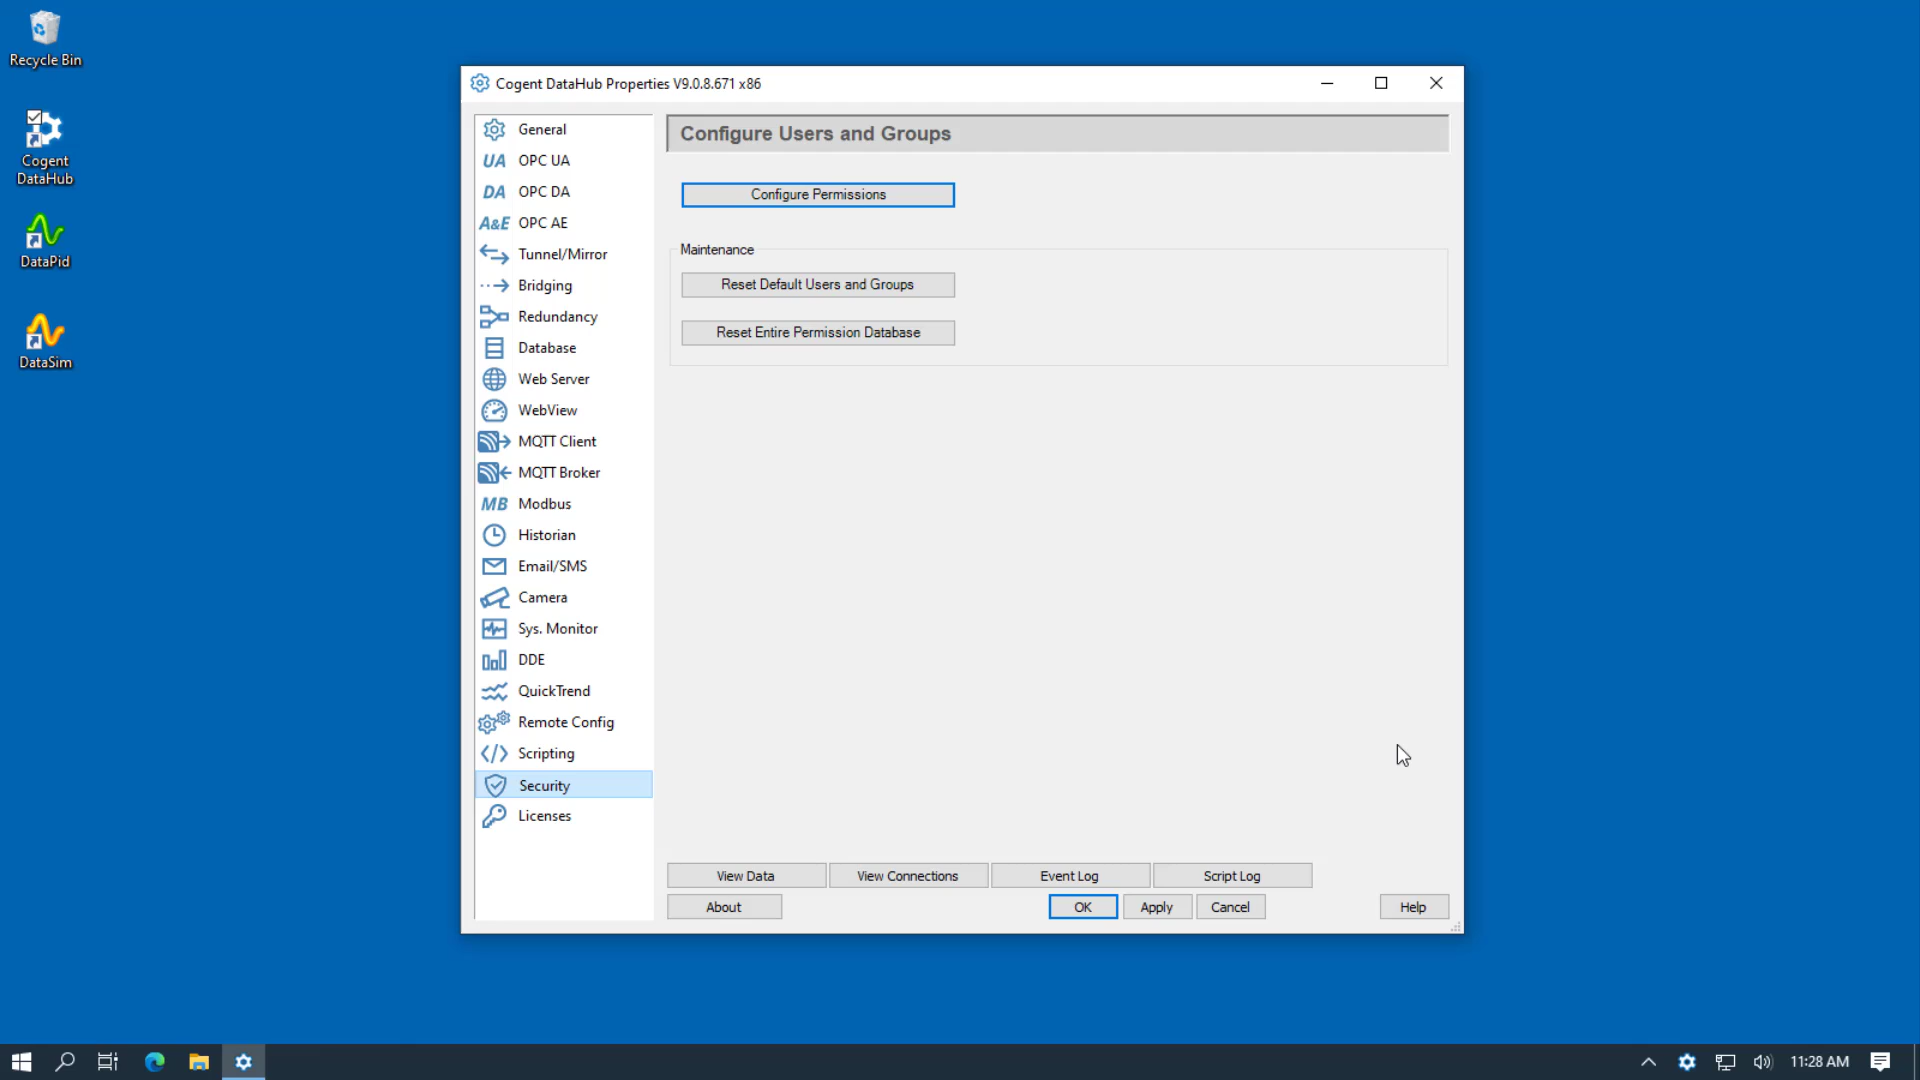 Recycle Bin
Cogent
DataHub
DataPid
DataSim
Cogent DataHub Properties V9.0.8.671 x86
General
UA OPC UA
DA OPC DA
A&E OPC AE
Tunnel/Mirror
Bridging
Redundancy
Database
Web Server
WebView
MQTT Client
MQTT Broker
MB Modbus
Historian
Email/SMS
Camera
Sys. Monitor
DDE
QuickTrend
Remote Config
Scripting
Security
Licenses
Configure Users and Groups
Configure Permissions
Maintenance
Reset Default Users and Groups
Reset Entire Permission Database
View Data View Connections Event Log Script Log
About OK Apply Cancel Help
11:28 AM